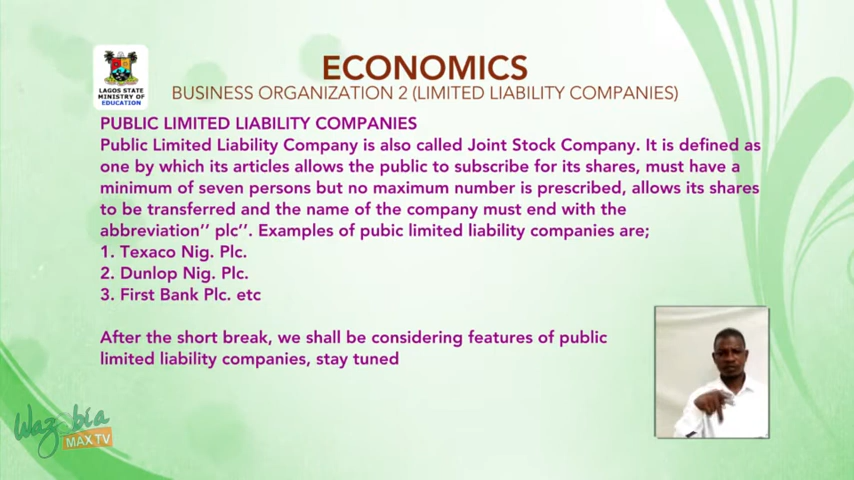 ECONOMICS
LAGOS STATE
MINISTRY OF
EDUCATION
BUSINESS ORGANIZATION 2 (LIMITED LIABILITY COMPANIES)
PUBLIC LIMITED LIABILITY COMPANIES
Public Limited Liability Company is also called Joint Stock Company. It is defined as
one by which its articles allows the public to subscribe for its shares, must have a
minimum of seven persons but no maximum number is prescribed, allows its shares
to be transferred and the name of the company must end with the
abbreviation’’ plc’’. Examples of pubic limited liability companies are;
1. Texaco Nig. Plc.
2. Dunlop Nig. Plc.
3. First Bank Plc. etc
After the short break, we shall be considering features of public
limited liability companies, stay tuned
Wazobia
MAX TV